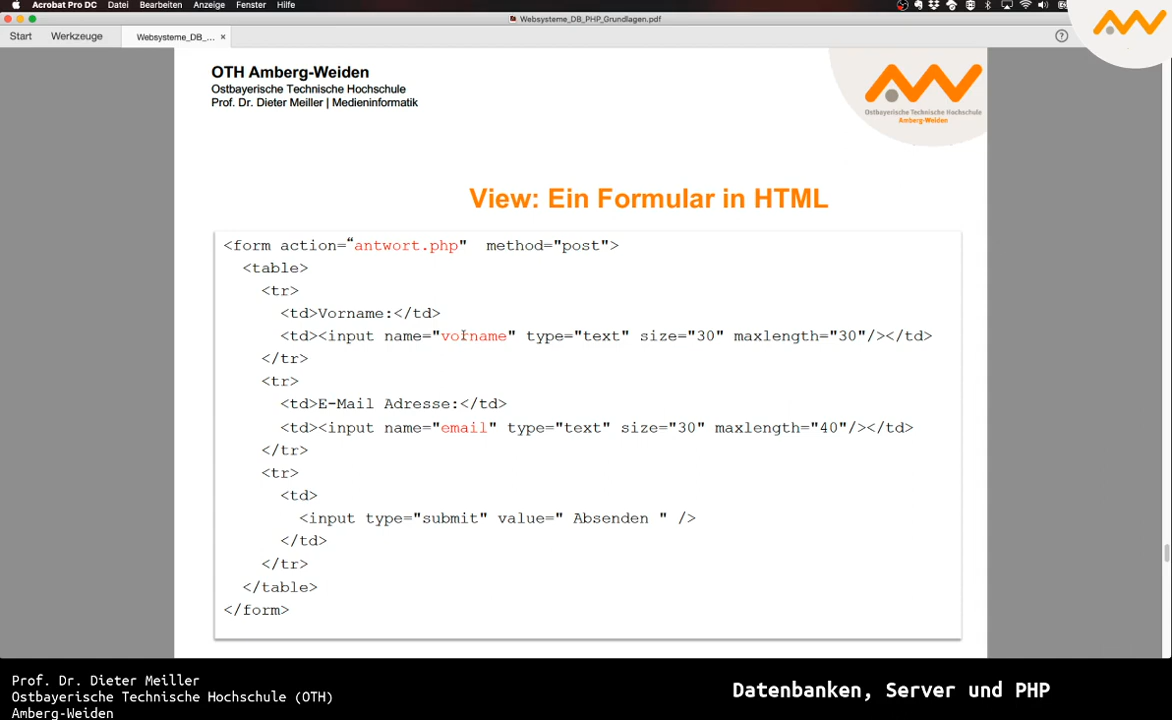 Acrobat Pro DC Datei Bearbeiten Anzeige Fenster Hilfe
Websysteme_DB_PHP_Grundlagen.pdf
Start Werkzeuge Websysteme_DB_... ×
OTH Amberg-Weiden
Ostbayerische Technische Hochschule
Prof. Dr. Dieter Meiller | Medieninformatik
Ostbayerische Technische Hochschule
Amberg-Weiden
View: Ein Formular in HTML
<form action=“antwort.php" method="post">
<table>
<tr>
<td>Vorname:</td>
<td><input name="vorname" type="text" size="30" maxlength="30"/></td>
</tr>
<tr>
<td>E-Mail Adresse:</td>
<td><input name="email" type="text" size="30" maxlength="40"/></td>
</tr>
<tr>
<td>
<input type="submit" value=" Absenden " />
</td>
</tr>
</table>
</form>
Prof. Dr. Dieter Meiller
Ostbayerische Technische Hochschule (OTH)
Amberg-Weiden
Datenbanken, Server und PHP